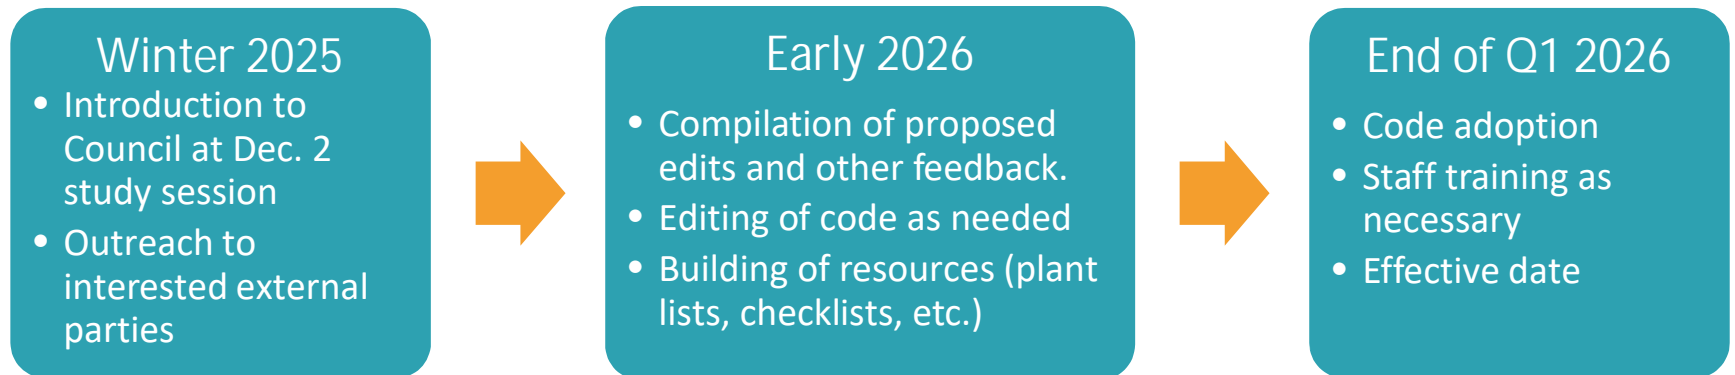 Winter 2025
• Introduction to
Council at Dec. 2
study session
• Outreach to
interested external
parties
Early 2026
• Compilation of proposed
edits and other feedback.
• Editing of code as needed
• Building of resources (plant
lists, checklists, etc.)
End of Q1 2026
• Code adoption
• Staff training as
necessary
• Effective date